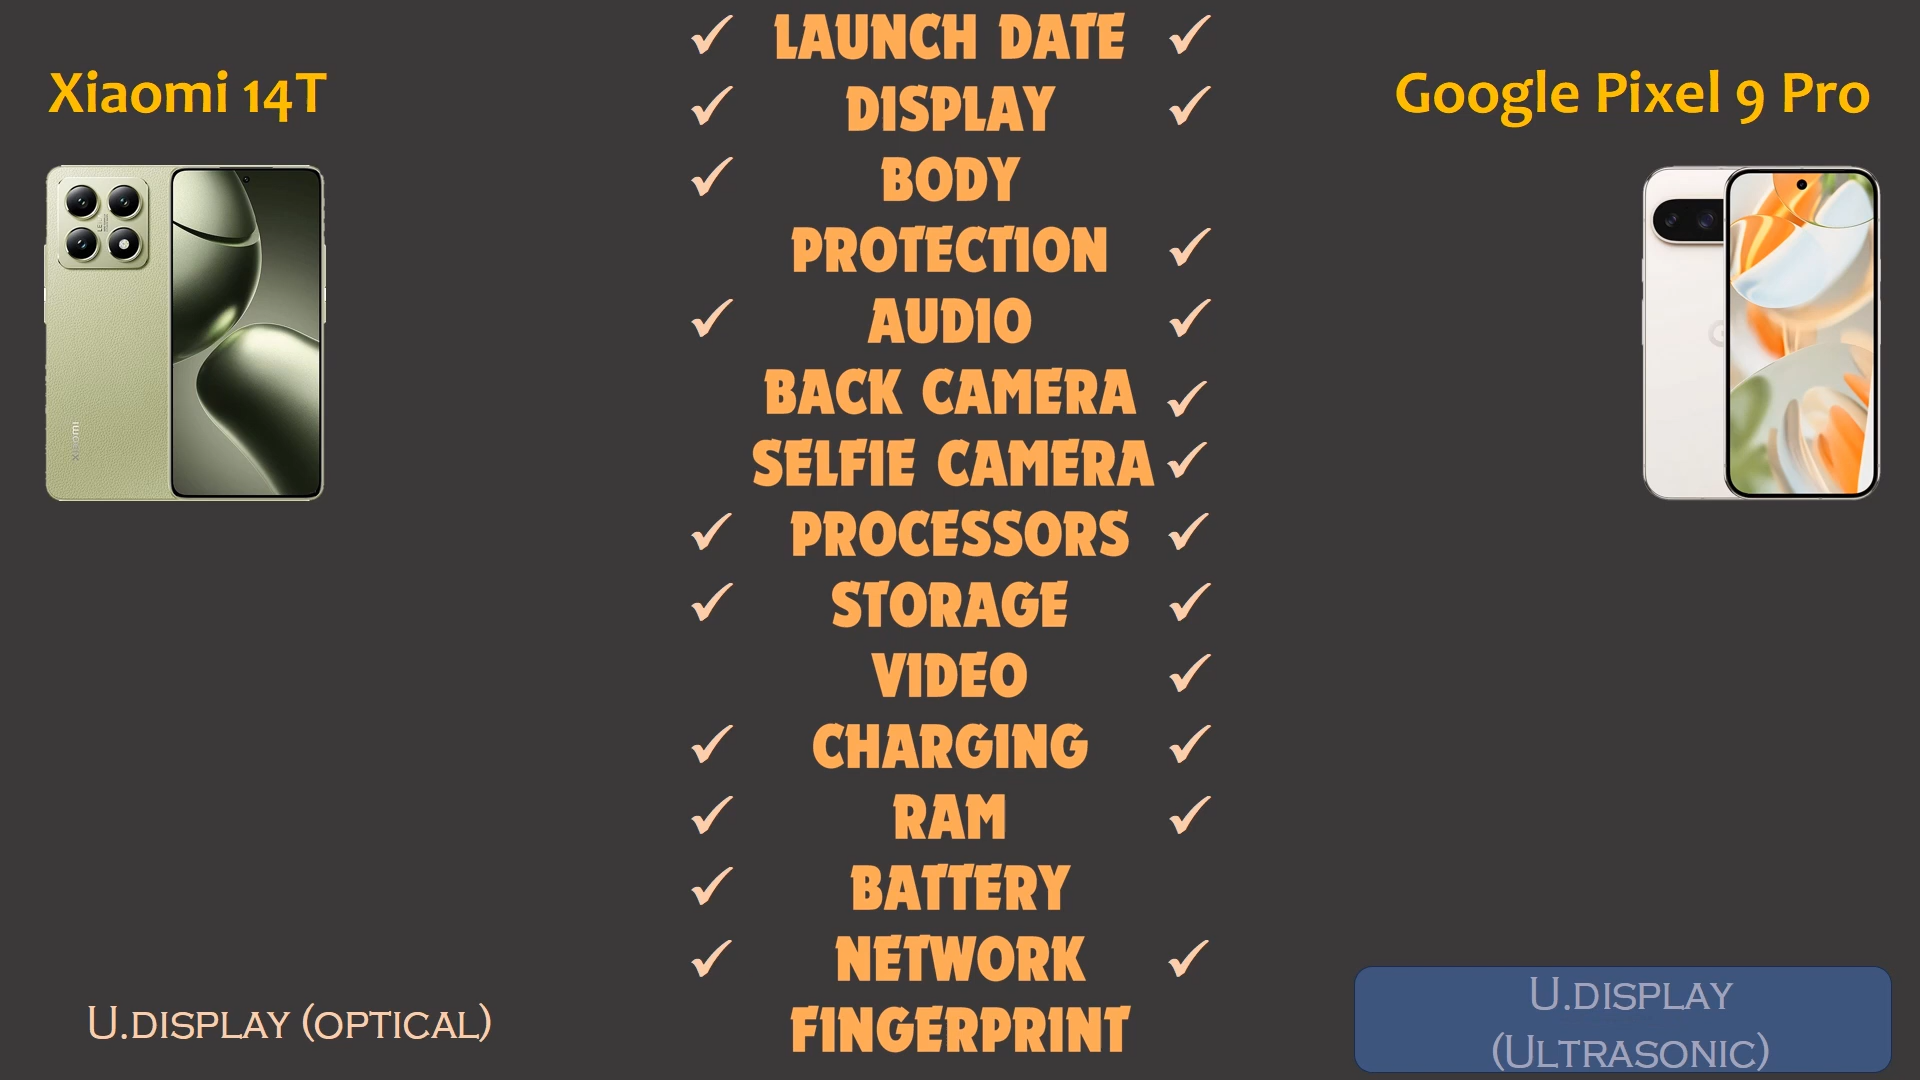 LAUNCH DATE
Xiaomi 14T
Google Pixel 9 Pro
DISPLAY
BODY
PROTECTION
AUDIO
BACK CAMERA
SELFIE CAMERA
xiaomi
PROCESSORS
STORAGE
VIDEO
CHARGING
RAM
BATTERY
NETWORK
U.DISPLAY (OPTICAL)
FINGERPRINT
U.DISPLAY
(ULTRASONIC)